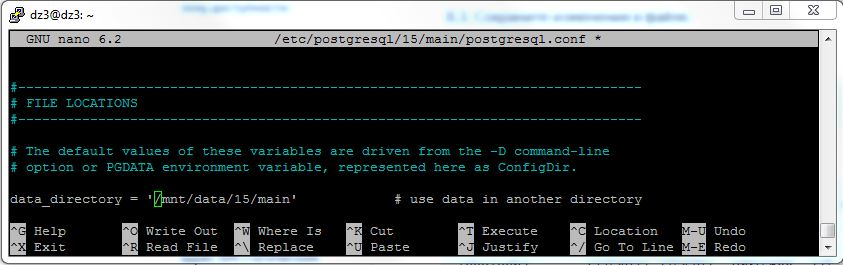 dz3@dz3: ~
GNU nano 6.2 /etc/postgresql/15/main/postgresql.conf *
#------------------------------------------------------------------------------
# FILE LOCATIONS
#------------------------------------------------------------------------------
# The default values of these variables are driven from the -D command-line
# option or PGDATA environment variable, represented here as ConfigDir.
data_directory = '/mnt/data/15/main' # use data in another directory
^G Help ^O Write Out ^W Where Is ^K Cut ^T Execute ^C Location M-U Undo
^X Exit ^R Read File ^\ Replace ^U Paste ^J Justify ^/ Go To Line M-E Redo